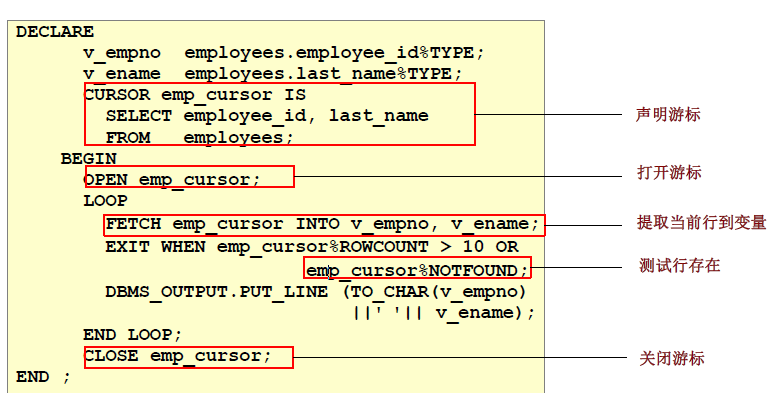 DECLARE
v_empno employees.employee_id%TYPE;
v_ename employees.last_name%TYPE;
CURSOR emp_cursor IS
SELECT employee_id, last_name
声明游标
FROM employees;
BEGIN
OPEN emp_cursor;
打开游标
LOOP
FETCH emp_cursor INTO v_empno, v_ename;
提取当前行到变量
EXIT WHEN emp_cursor%ROWCOUNT > 10 OR
emp_cursor%NOTFOUND;
测试行存在
DBMS_OUTPUT.PUT_LINE (TO_CHAR(v_empno)
||' '|| v_ename);
END LOOP;
CLOSE emp_cursor;
关闭游标
END ;